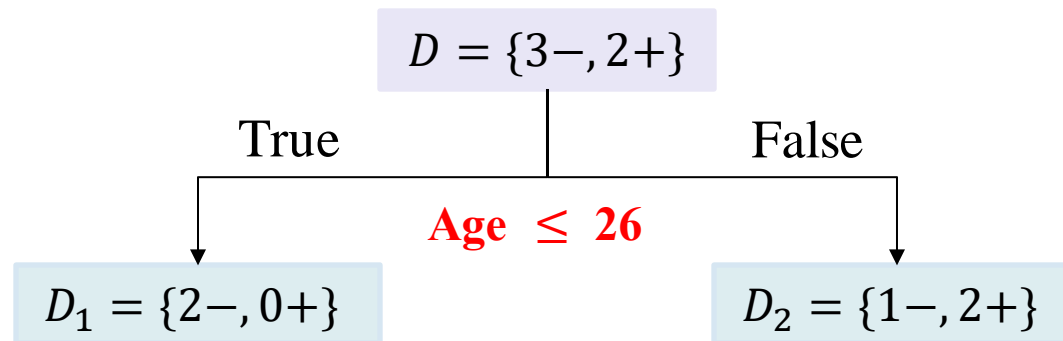 D = {3−, 2+}
True
False
Age ≤ 26
D₁ = {2−, 0+}
D₂ = {1−, 2+}